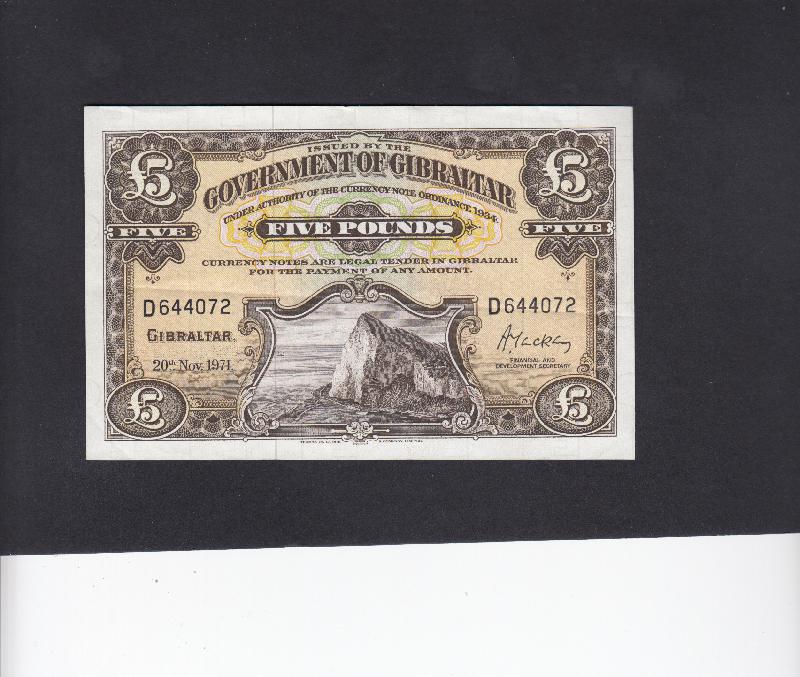 ISSUED BY THE
GOVERNMENT OF GIBRALTAR
UNDER AUTHORITY OF THE CURRENCY NOTE ORDINANCE 1934.
£5 £5
FIVE FIVE POUNDS FIVE
CURRENCY NOTES ARE LEGAL TENDER IN GIBRALTAR
FOR THE PAYMENT OF ANY AMOUNT.
D644072 D644072
GIBRALTAR,
20th Nov. 1971.
FINANCIAL AND
DEVELOPMENT SECRETARY
£5 £5